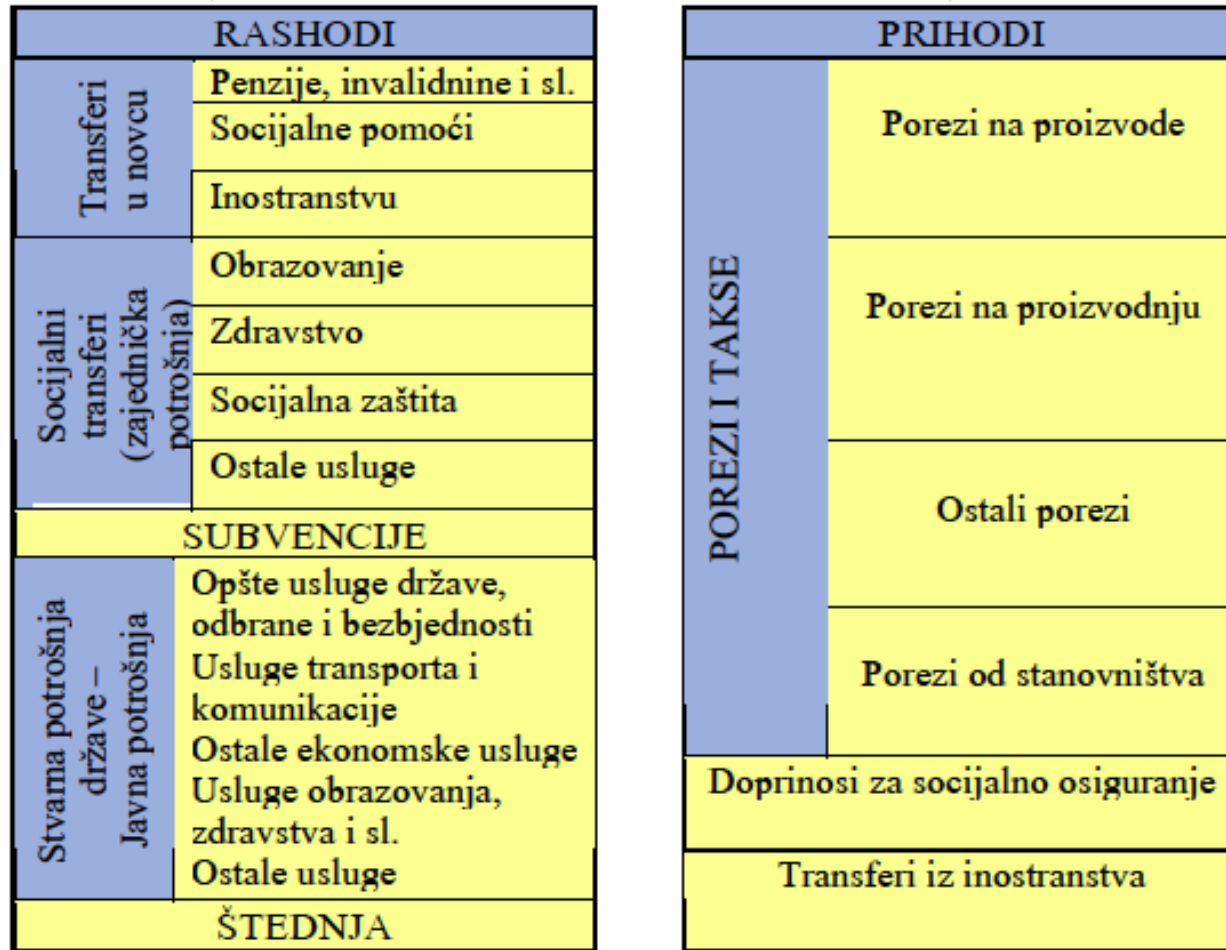 RASHODI
Transferi
u novcu
Penzije, invalidnine i sl.
Socijalne pomoći
Inostranstvu
Socijalni
transferi
(zajednička
potrošnja)
Obrazovanje
Zdravstvo
Socijalna zaštita
Ostale usluge
SUBVENCIJE
Stvarna potrošnja
države –
Javna potrošnja
Opšte usluge države,
odbrane i bezbjednosti
Usluge transporta i
komunikacije
Ostale ekonomske usluge
Usluge obrazovanja,
zdravstva i sl.
Ostale usluge
ŠTEDNJA
PRIHODI
POREZI I TAKSE
Porezi na proizvode
Porezi na proizvodnju
Ostali porezi
Porezi od stanovništva
Doprinosi za socijalno osiguranje
Transferi iz inostranstva